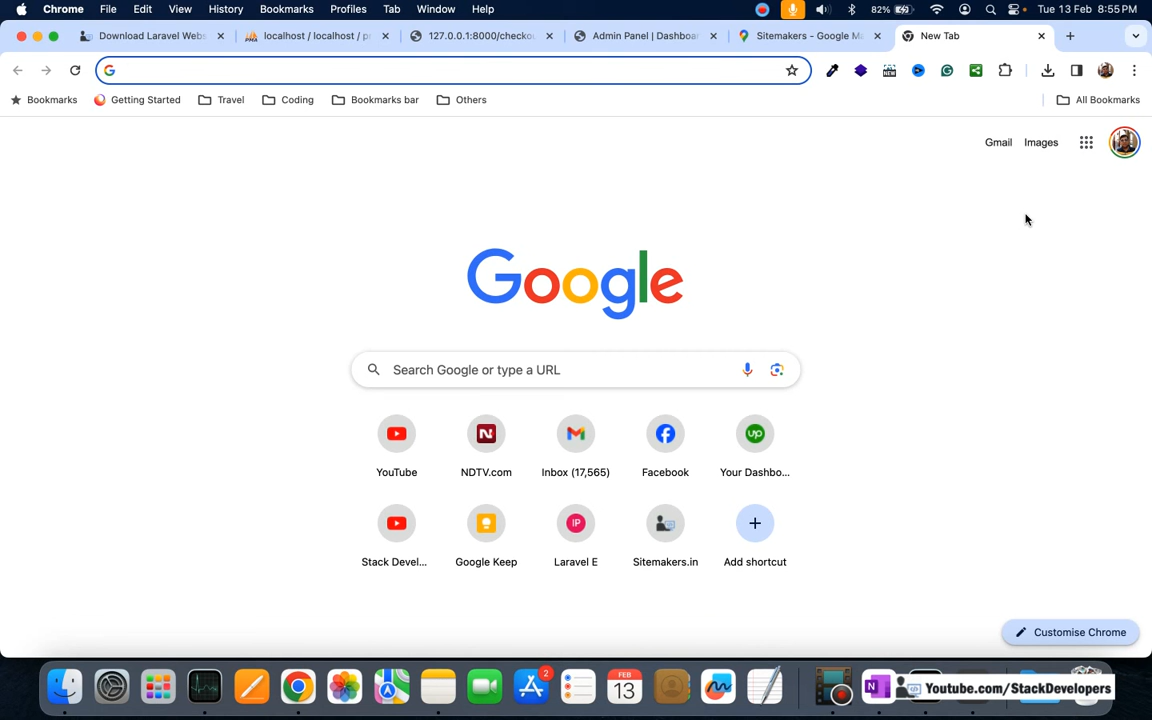 Chrome File Edit View History Bookmarks Profiles Tab Window Help 82% Tue 13 Feb 8:55 PM
Download Laravel Webs localhost / localhost / p 127.0.0.1:8000/checko Admin Panel | Dashboa Sitemakers - Google Ma New Tab
Bookmarks Getting Started Travel Coding Bookmarks bar Others All Bookmarks
Gmail Images
Google
Search Google or type a URL
YouTube NDTV.com Inbox (17,565) Facebook Your Dashbo...
Stack Devel... Google Keep Laravel E Sitemakers.in Add shortcut
Customise Chrome
Youtube.com/StackDevelopers